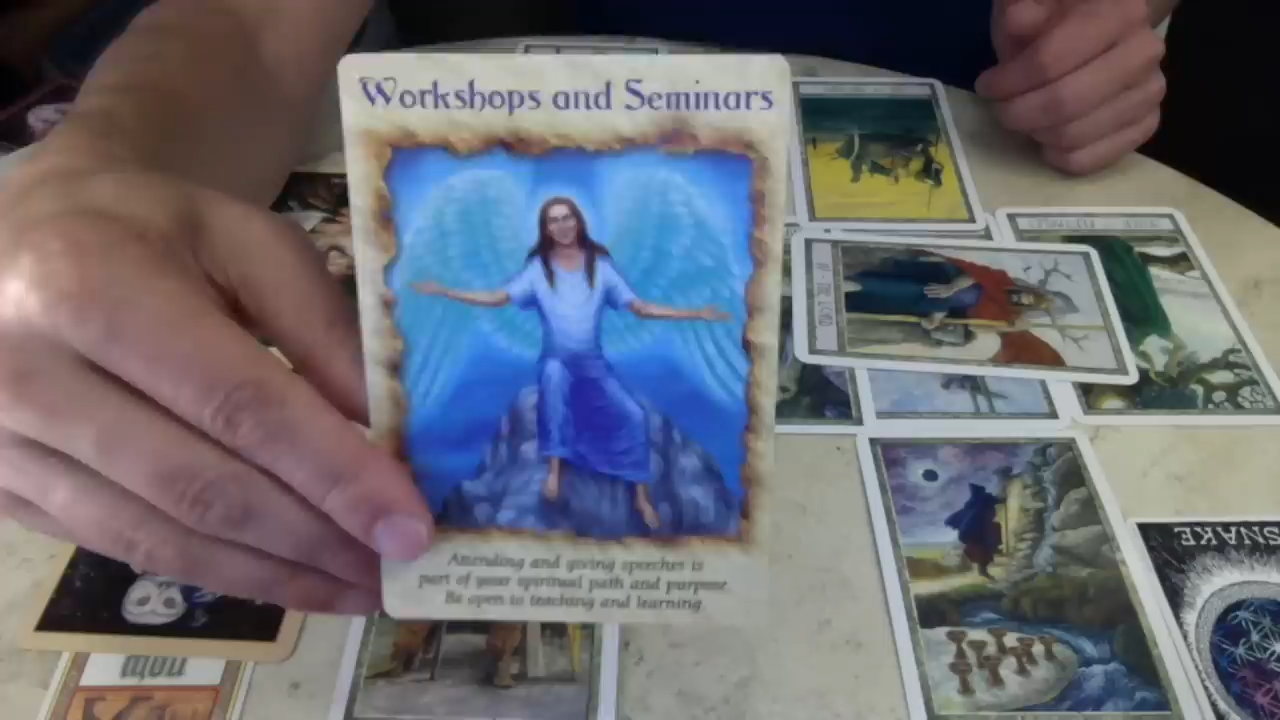 Workshops and Seminars
Attending and giving speeches is
part of your spiritual path and purpose.
Be open to teaching and learning.
SNAKE